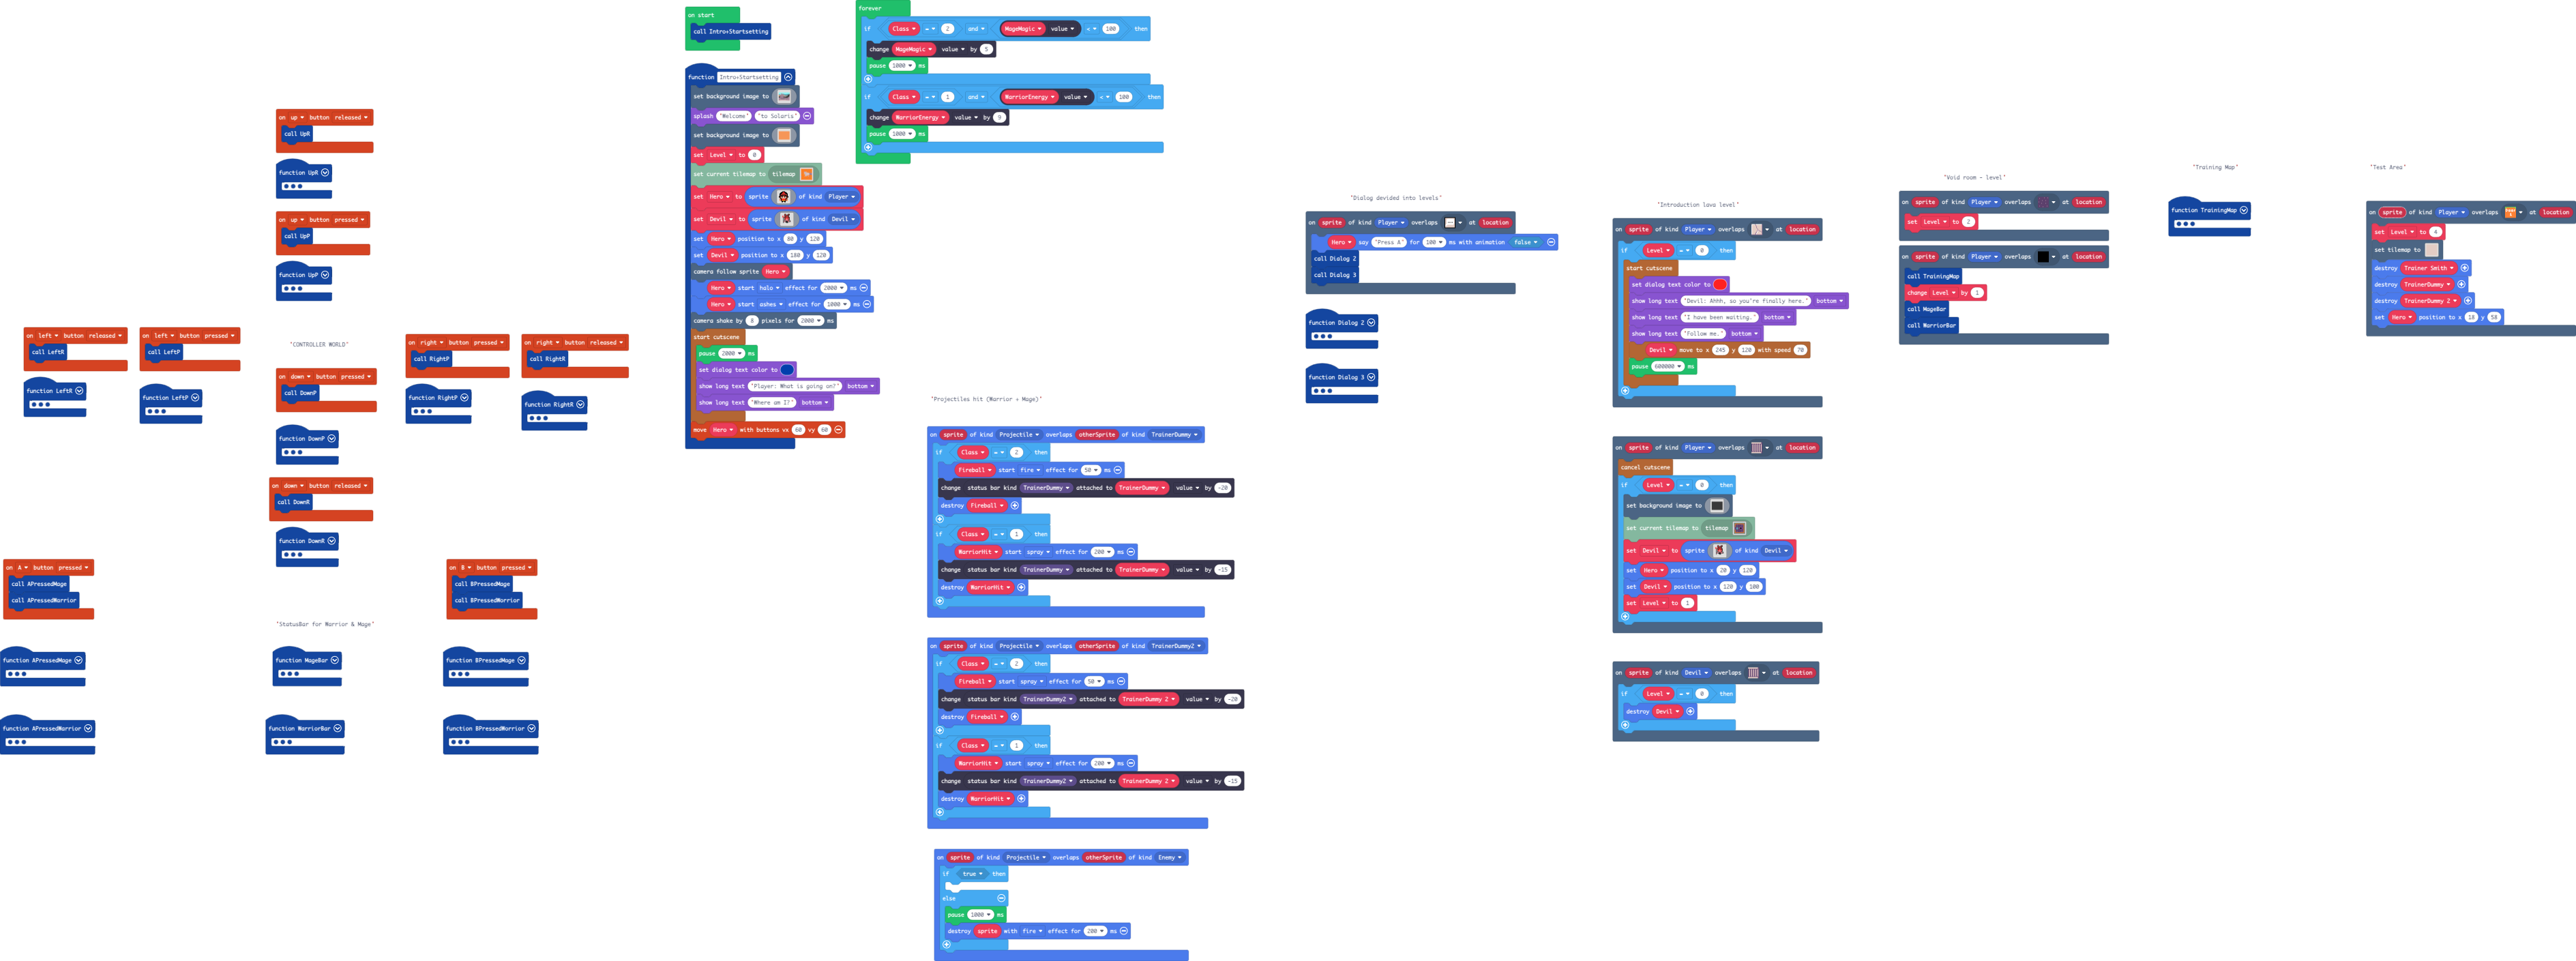 on up button released
call UpR
function UpR
on up button pressed
call UpP
function UpP
on left button released
call LeftR
function LeftR
on left button pressed
call LeftP
function LeftP
"CONTROLLER WORLD"
on down button pressed
call DownP
function DownP
on down button released
call DownR
function DownR
on right button pressed
call RightP
function RightP
on right button released
call RightR
function RightR
on A button pressed
call APressedMage
call APressedWarrior
function APressedMage
function APressedWarrior
"StatusBar for Warrior & Mage"
function MageBar
function WarriorBar
on B button pressed
call BPressedMage
call BPressedWorrior
function BPressedMage
function BPressedWorrior
on start
call Intro+Startsetting
function Intro+Startsetting
set background image to
splash "Welcome" "to Solaris"
set background image to
set Level to 0
set current tilemap to tilemap
set Hero to sprite of kind Player
set Devil to sprite of kind Devil
set Hero position to x 80 y 120
set Devil position to x 180 y 120
camera follow sprite Hero
Hero start halo effect for 2000 ms
Hero start ashes effect for 1000 ms
camera shake by 8 pixels for 2000 ms
start cutscene
pause 2000 ms
set dialog text color to
show long text "Player: What is going on?" bottom
show long text "Where am I?" bottom
move Hero with buttons vx 60 vy 60
forever
if Class = 2 and MageMagic value < 100 then
change MageMagic value by 5
pause 1000 ms
if Class = 1 and WarriorEnergy value < 100 then
change WarriorEnergy value by 9
pause 1000 ms
"Projectiles hit (Warrior + Mage)"
on sprite of kind Projectile overlaps otherSprite of kind TrainerDummy
if Class = 2 then
Fireball start fire effect for 50 ms
change status bar kind TrainerDummy attached to TrainerDummy value by -20
destroy Fireball
if Class = 1 then
WarriorHit start spray effect for 200 ms
change status bar kind TrainerDummy attached to TrainerDummy value by -15
destroy WarriorHit
on sprite of kind Projectile overlaps otherSprite of kind TrainerDummy2
if Class = 2 then
Fireball start spray effect for 50 ms
change status bar kind TrainerDummy2 attached to TrainerDummy 2 value by -20
destroy Fireball
if Class = 1 then
WarriorHit start spray effect for 200 ms
change status bar kind TrainerDummy2 attached to TrainerDummy 2 value by -15
destroy WarriorHit
on sprite of kind Projectile overlaps otherSprite of kind Enemy
if true then
else
pause 1000 ms
destroy sprite with fire effect for 200 ms
"Dialog devided into levels"
on sprite of kind Player overlaps at location
Hero say "Press A" for 100 ms with animation false
call Dialog 2
call Dialog 3
function Dialog 2
function Dialog 3
"Introduction lava level"
on sprite of kind Player overlaps at location
if Level = 0 then
start cutscene
set dialog text color to
show long text "Devil: Ahhh, so you're finally here." bottom
show long text "I have been waiting." bottom
show long text "Follow me." bottom
Devil move to x 245 y 120 with speed 70
pause 600000 ms
on sprite of kind Player overlaps at location
cancel cutscene
if Level = 0 then
set background image to
set current tilemap to tilemap
set Devil to sprite of kind Devil
set Hero position to x 20 y 120
set Devil position to x 120 y 100
set Level to 1
on sprite of kind Devil overlaps at location
if Level = 0 then
destroy Devil
"Void room - level"
on sprite of kind Player overlaps at location
set Level to 2
on sprite of kind Player overlaps at location
call TrainingMap
change Level by 1
call MageBar
call WarriorBar
"Training Map"
function TrainingMap
"Test Area"
on sprite of kind Player overlaps at location
set Level to 4
set tilemap to
destroy Trainer Smith
destroy TrainerDummy
destroy TrainerDummy 2
set Hero position to x 18 y 58